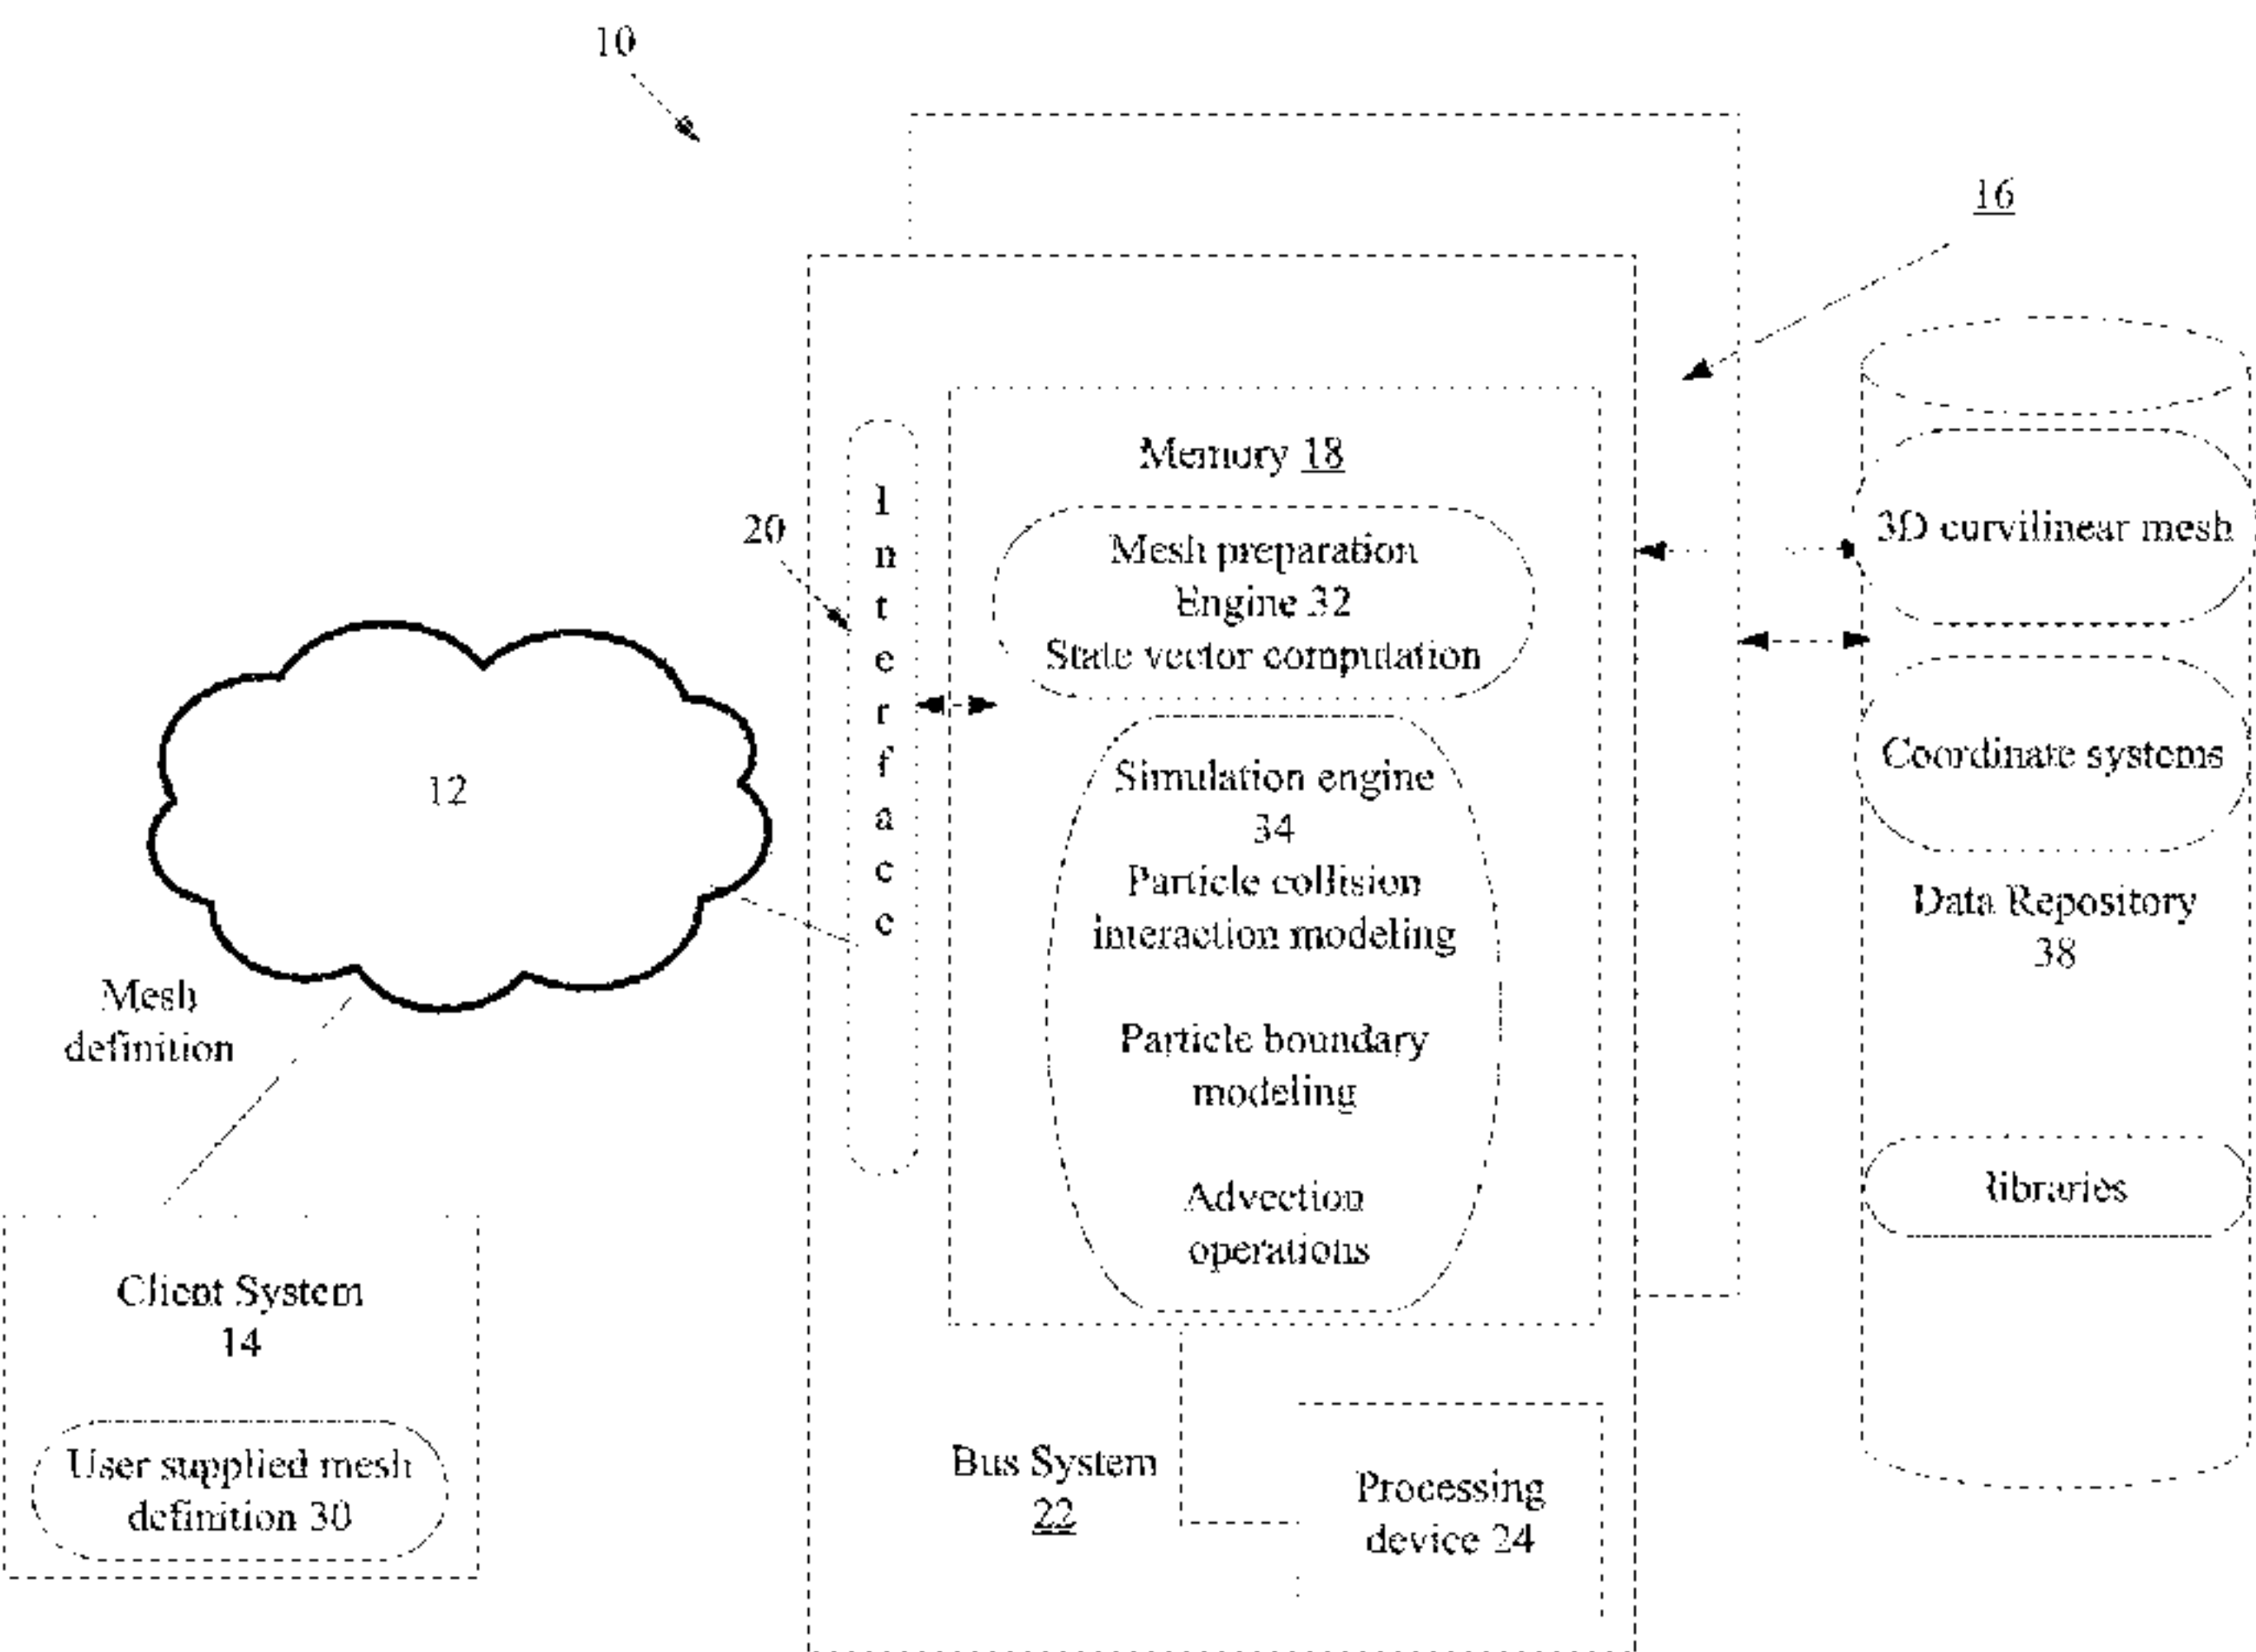 10
16
Memory 18
20
I
n
t
e
r
f
a
c
e
Mesh preparation
Engine 32
State vector computation
Simulation engine
34
Particle collision
interaction modeling
Particle boundary
modeling
Advection
operations
12
Mesh
definition
Client System
14
User supplied mesh
definition 30
Bus System
22
Processing
device 24
3D curvilinear mesh
Coordinate systems
Data Repository
38
libraries